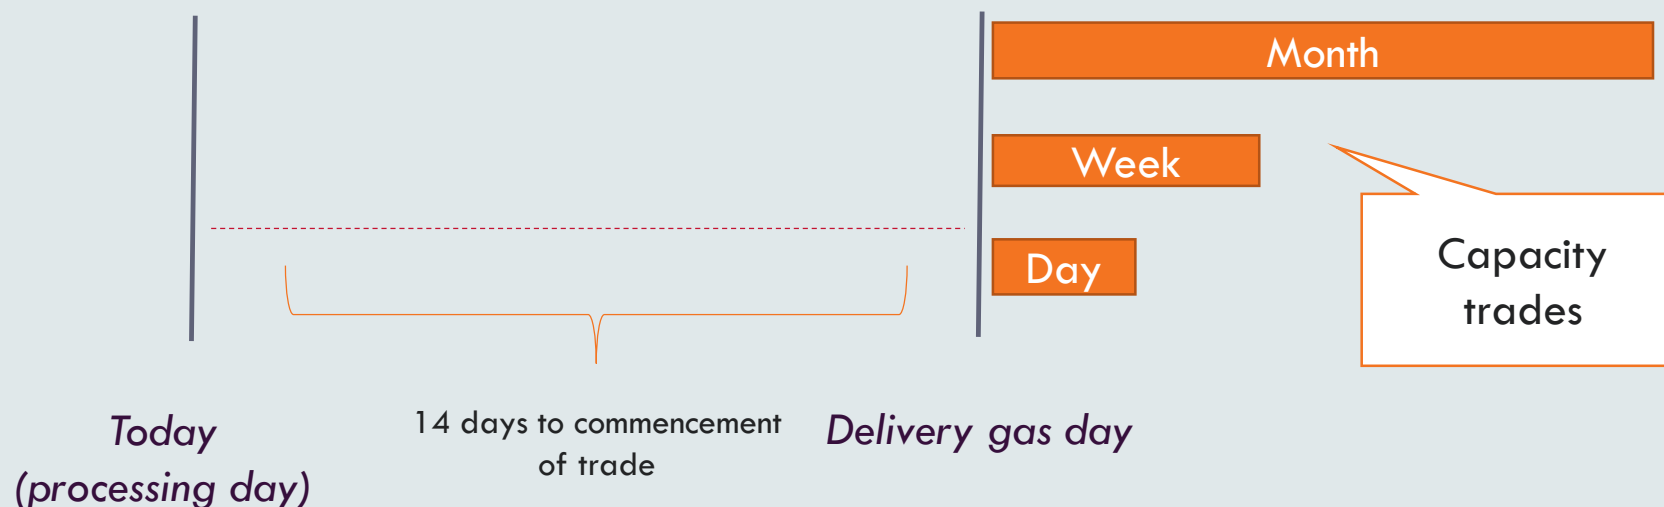 Month
Week
Day
Capacity
trades
Today
(processing day)
14 days to commencement
of trade
Delivery gas day